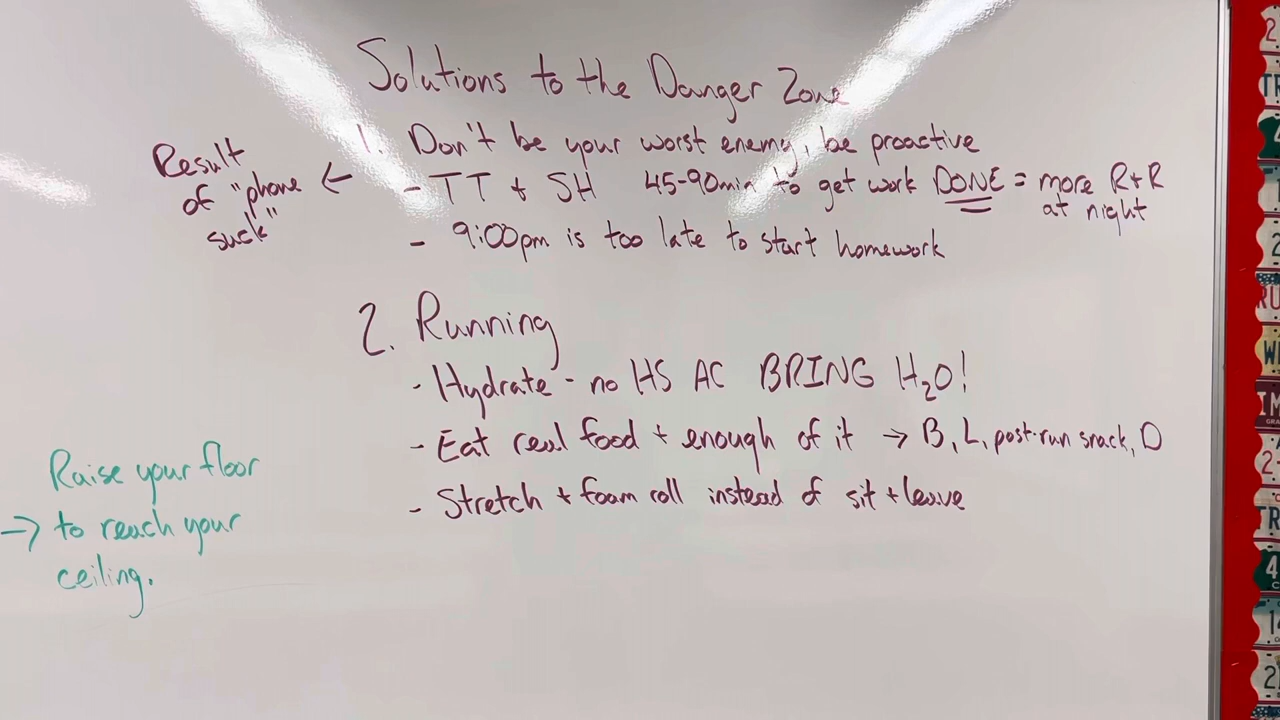 Solutions to the Danger Zone
1. Don't be your worst enemy, be proactive
- TT + SH 45-90min to get work DONE = more R+R
at night
Result
of "phone ←
suck"
- 9:00pm is too late to start homework
2. Running
- Hydrate - no HS AC BRING H₂O!
- Eat real food + enough of it → B, L, post-run snack, D
- Stretch + foam roll instead of sit + leave
Raise your floor
→ to reach your
ceiling.